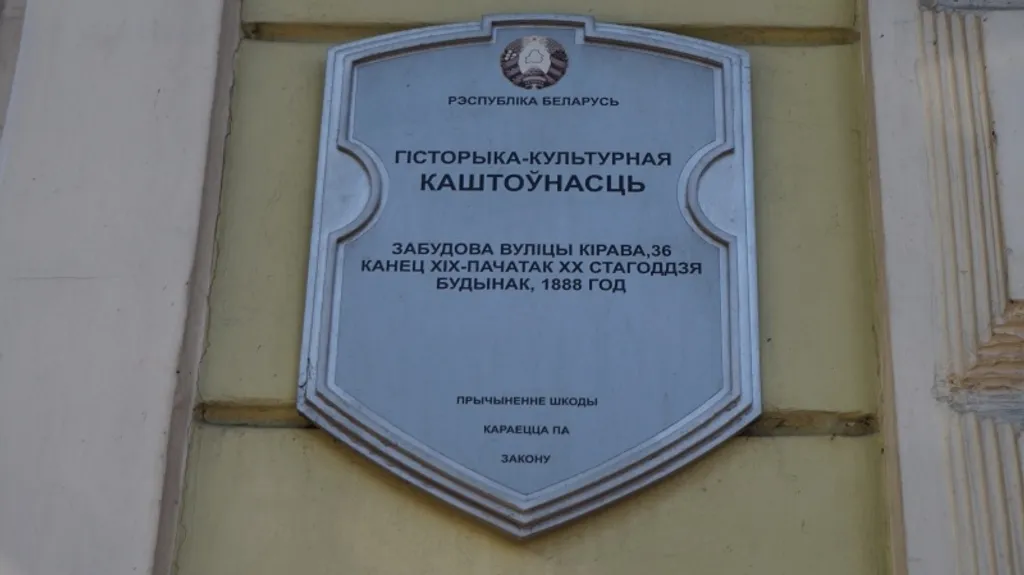 РЭСПУБЛІКА БЕЛАРУСЬ
ГІСТОРЫКА-КУЛЬТУРНАЯ
КАШТОЎНАСЦЬ
ЗАБУДОВА ВУЛІЦЫ КІРАВА,36
КАНЕЦ XIX-ПАЧАТАК XX СТАГОДДЗЯ
БУДЫНАК, 1888 ГОД
ПРЫЧЫНЕННЕ ШКОДЫ
КАРАЕЦЦА ПА
ЗАКОНУ